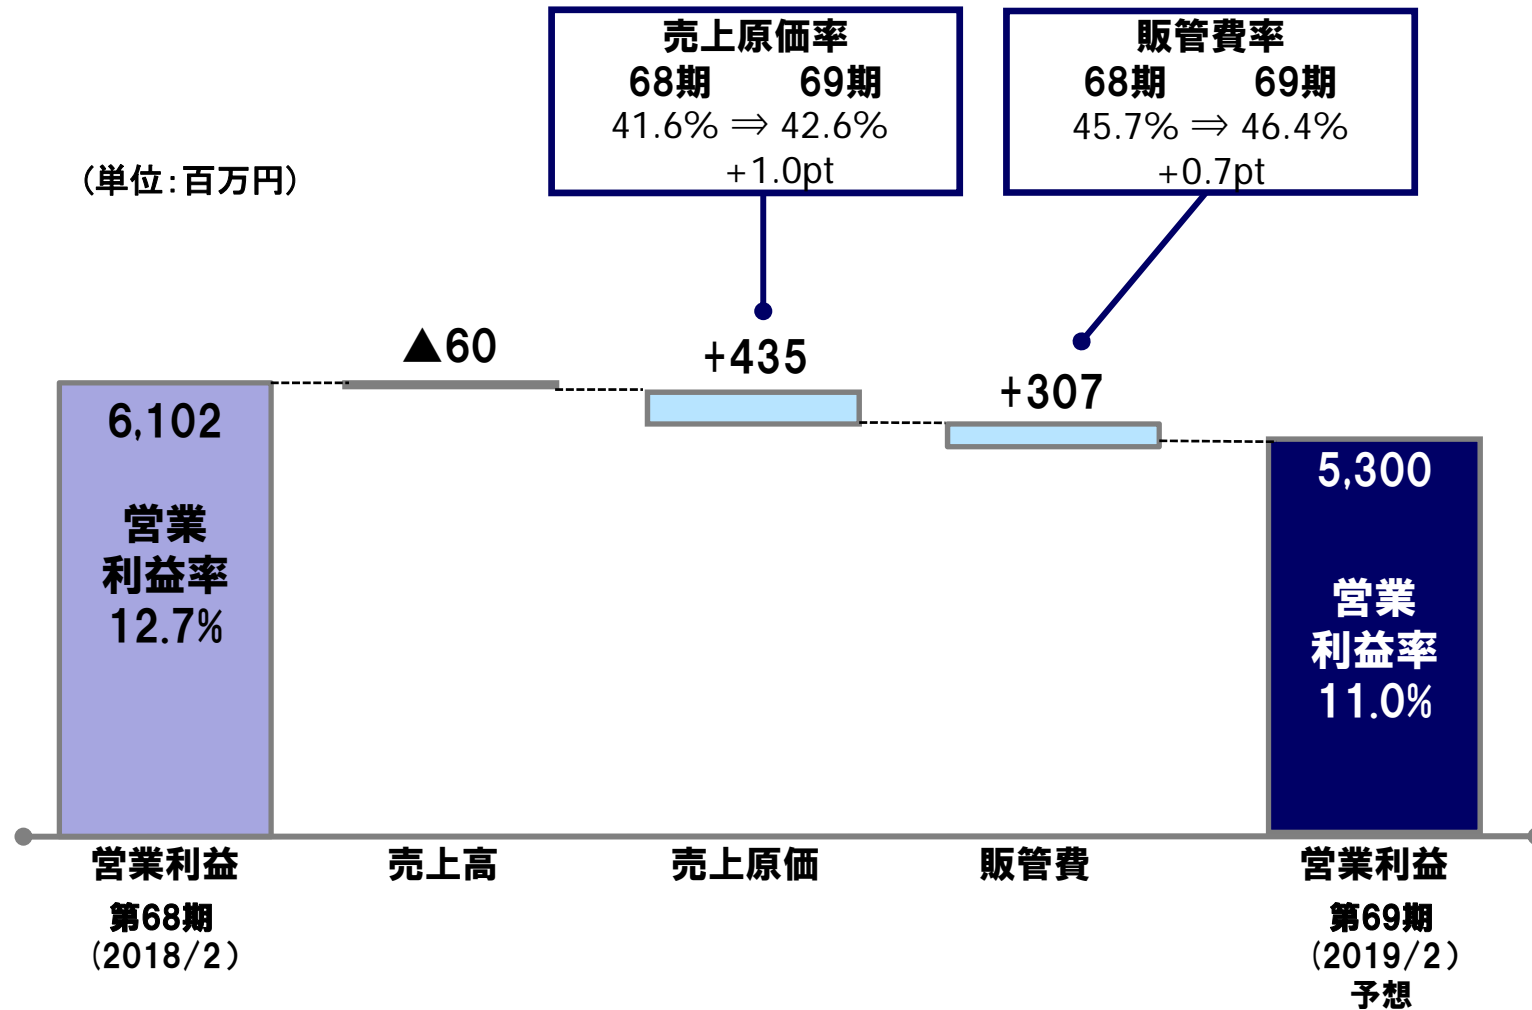 売上原価率
68期 69期
41.6% ⇒ 42.6%
+1.0pt
販管費率
68期 69期
45.7% ⇒ 46.4%
+0.7pt
(単位:百万円)
▲60
+435
+307
6,102
営業
利益率
12.7%
5,300
営業
利益率
11.0%
営業利益
第68期
(2018/2)
売上高
売上原価
販管費
営業利益
第69期
(2019/2)
予想